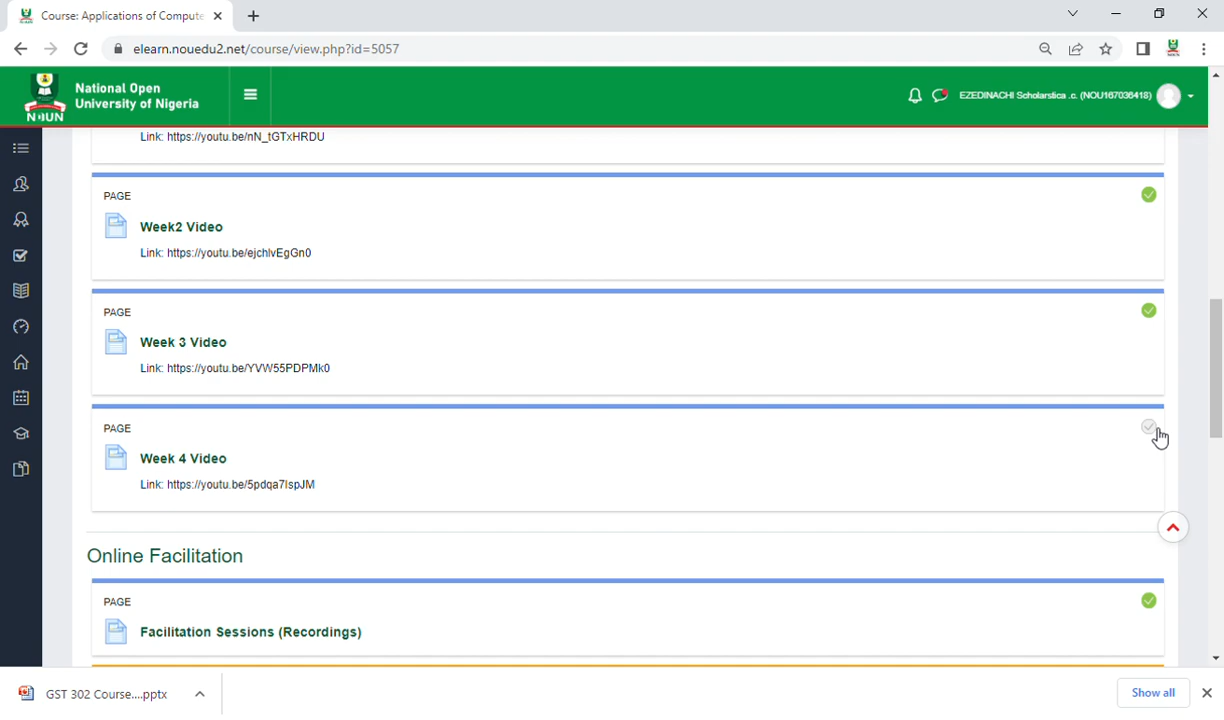 Course: Applications of Compute
elearn.nouedu2.net/course/view.php?id=5057
National Open
University of Nigeria
NOUN
EZEDINACHI Scholarstica .c. (NOU167036418)
Link: https://youtu.be/nN_tGTxHRDU
PAGE
Week2 Video
Link: https://youtu.be/ejchlvEgGn0
PAGE
Week 3 Video
Link: https://youtu.be/YVW55PDPMk0
PAGE
Week 4 Video
Link: https://youtu.be/5pdqa7IspJM
Online Facilitation
PAGE
Facilitation Sessions (Recordings)
GST 302 Course....pptx
Show all